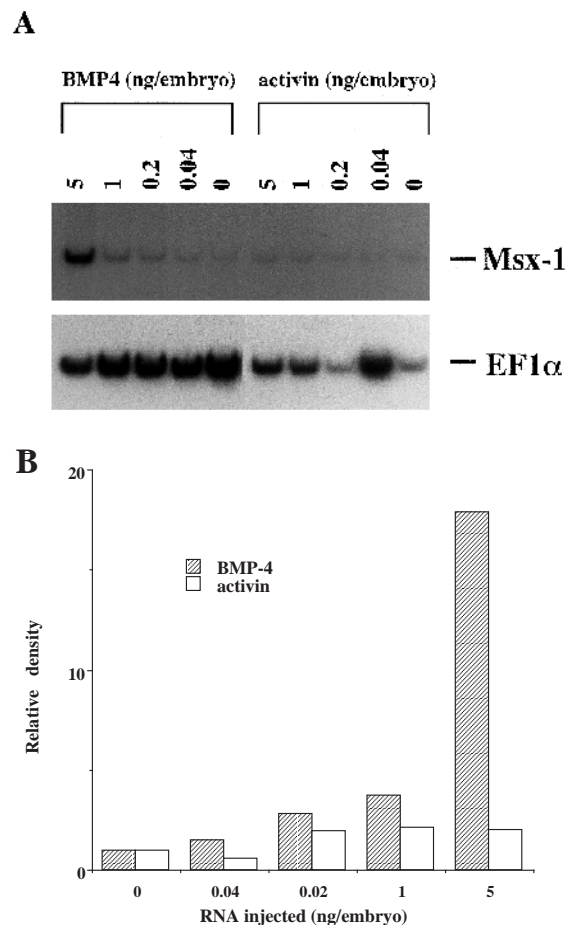 A
BMP4 (ng/embryo) activin (ng/cmbryo)
5 1 0.2 0.04 0 5 1 0.2 0.04 0
Msx-1
EF1α
B
20
10
0
Relative density
BMP-4
activin
0 0.04 0.02 1 5
RNA injected (ng/embryo)